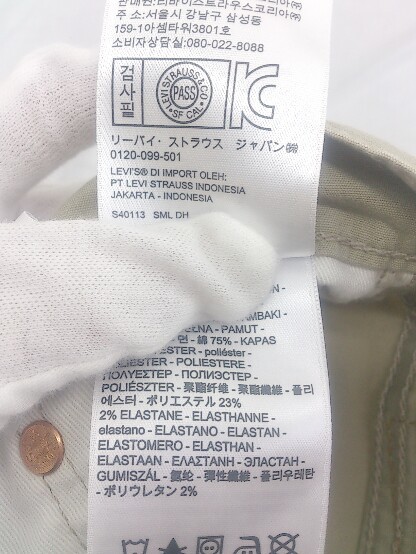 판매원:리바이스트라우스코리아㈜
주 소:서울시 강남구 삼성동
159-1아셈타워3801호
소비자상담실:080-022-8088
검사필
LEVI STRAUSS & CO
PASS
SF CAL
リーバイ・ストラウス ジャパン㈱
0120-099-501
LEVI'S® DI IMPORT OLEH:
PT LEVI STRAUSS INDONESIA
JAKARTA - INDONESIA
S40113 SML DH
PAMUT -
면 - 綿 75% - KAPAS
poliéster -
POLIESTER - POLIESTERE -
ΠΟΛΥΕΣΤΕΡ - ПОЛИЭСТЕР -
POLIÉSZTER - 聚酯纤维 - 聚酯纖維 - 폴리
에스터 - ポリエステル 23%
2% ELASTANE - ELASTHANNE -
elastano - ELASTANO - ELASTAN -
ELASTOMERO - ELASTHAN -
ELASTAAN - ΕΛΑΣΤΑΝΗ - ЭЛАСТАН -
GUMISZÁL - 氨纶 - 彈性纖維 - 폴리우레탄
- ポリウレタン 2%